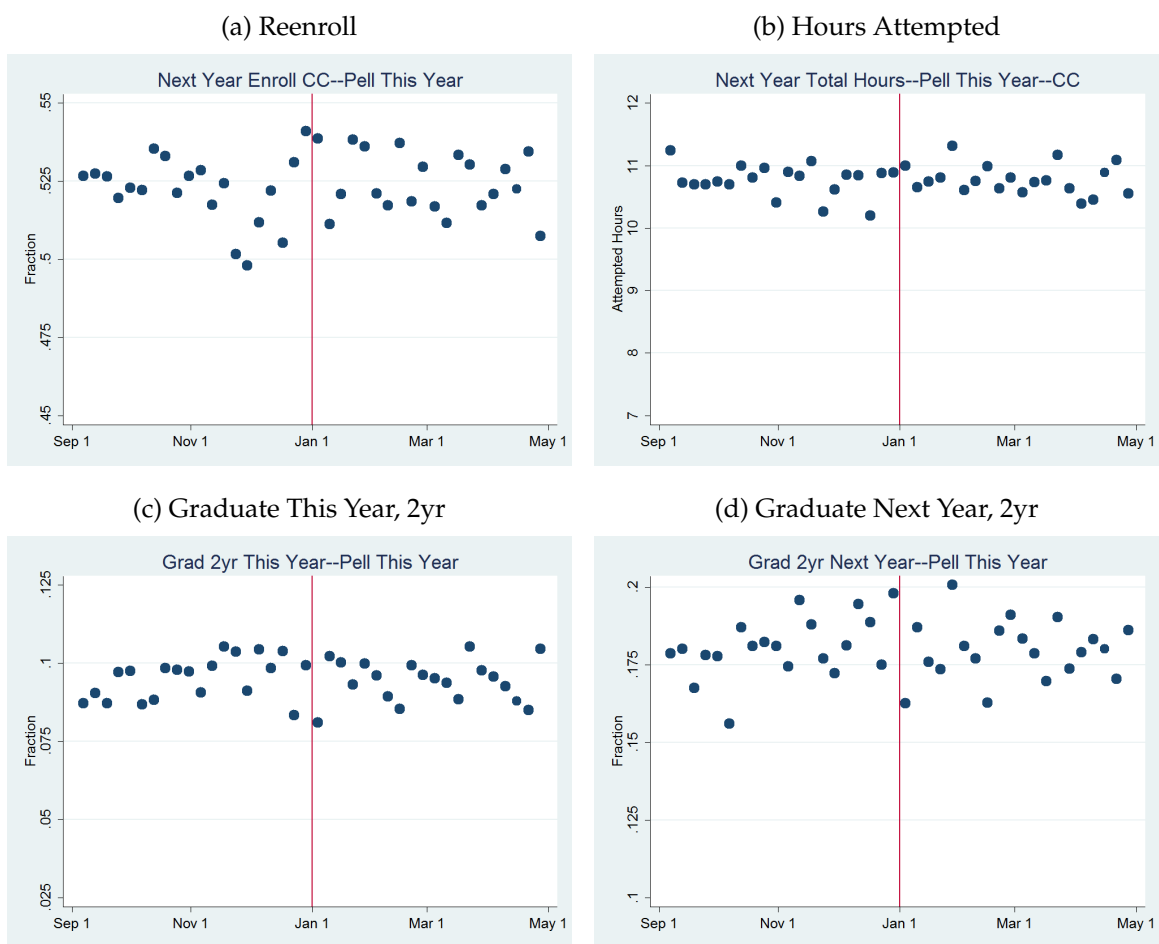 (a) Reenroll
Next Year Enroll CC--Pell This Year
Fraction
.55
.525
.5
.475
.45
Sep 1 Nov 1 Jan 1 Mar 1 May 1
(b) Hours Attempted
Next Year Total Hours--Pell This Year--CC
Attempted Hours
12
11
10
9
8
7
Sep 1 Nov 1 Jan 1 Mar 1 May 1
(c) Graduate This Year, 2yr
Grad 2yr This Year--Pell This Year
Fraction
.125
.1
.075
.05
.025
Sep 1 Nov 1 Jan 1 Mar 1 May 1
(d) Graduate Next Year, 2yr
Grad 2yr Next Year--Pell This Year
Fraction
.2
.175
.15
.125
.1
Sep 1 Nov 1 Jan 1 Mar 1 May 1